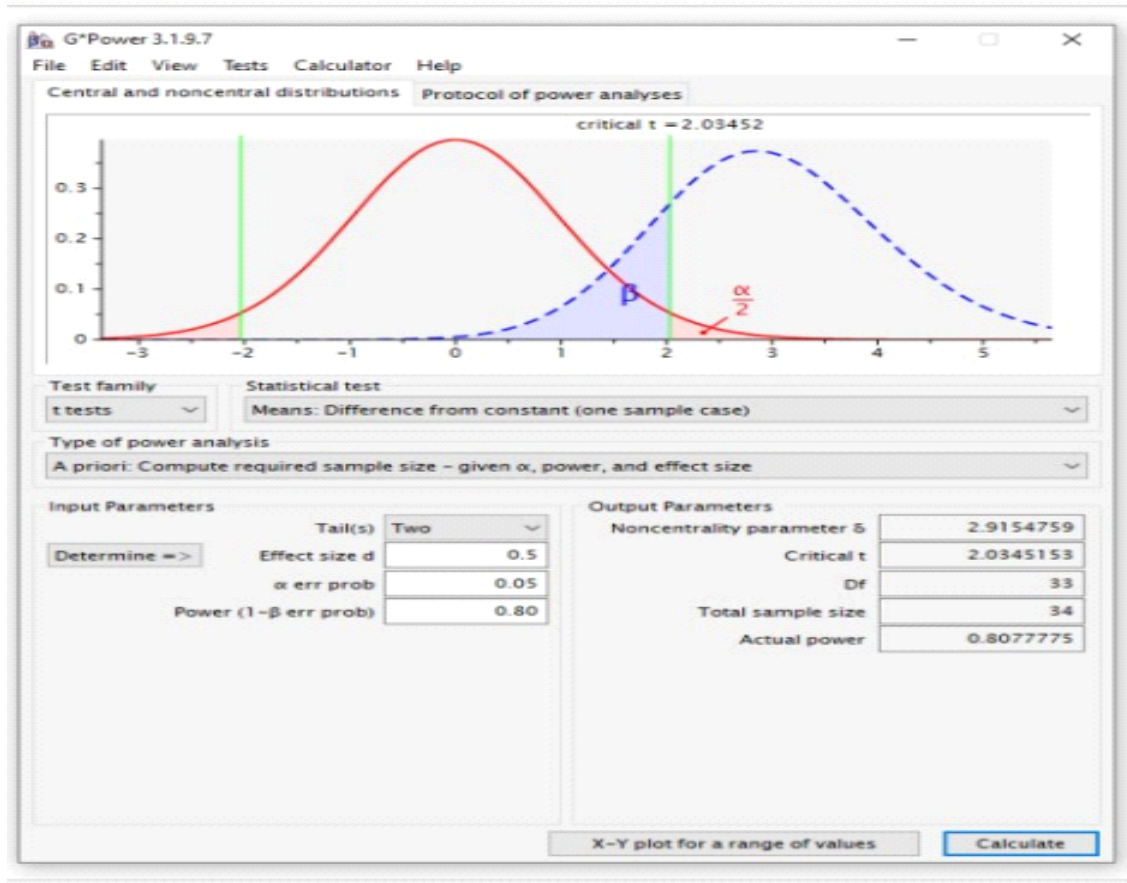 G*Power 3.1.9.7
File Edit View Tests Calculator Help
Central and noncentral distributions Protocol of power analyses
critical t = 2.03452
0.3
0.2
0.1
0
β
α
2
-3 -2 -1 0 1 2 3 4 5
Test family Statistical test
t tests Means: Difference from constant (one sample case)
Type of power analysis
A priori: Compute required sample size - given α, power, and effect size
Input Parameters Output Parameters
Tail(s) Two Noncentrality parameter δ 2.9154759
Determine => Effect size d 0.5 Critical t 2.0345153
α err prob 0.05 Df 33
Power (1-β err prob) 0.80 Total sample size 34
Actual power 0.8077775
X-Y plot for a range of values Calculate